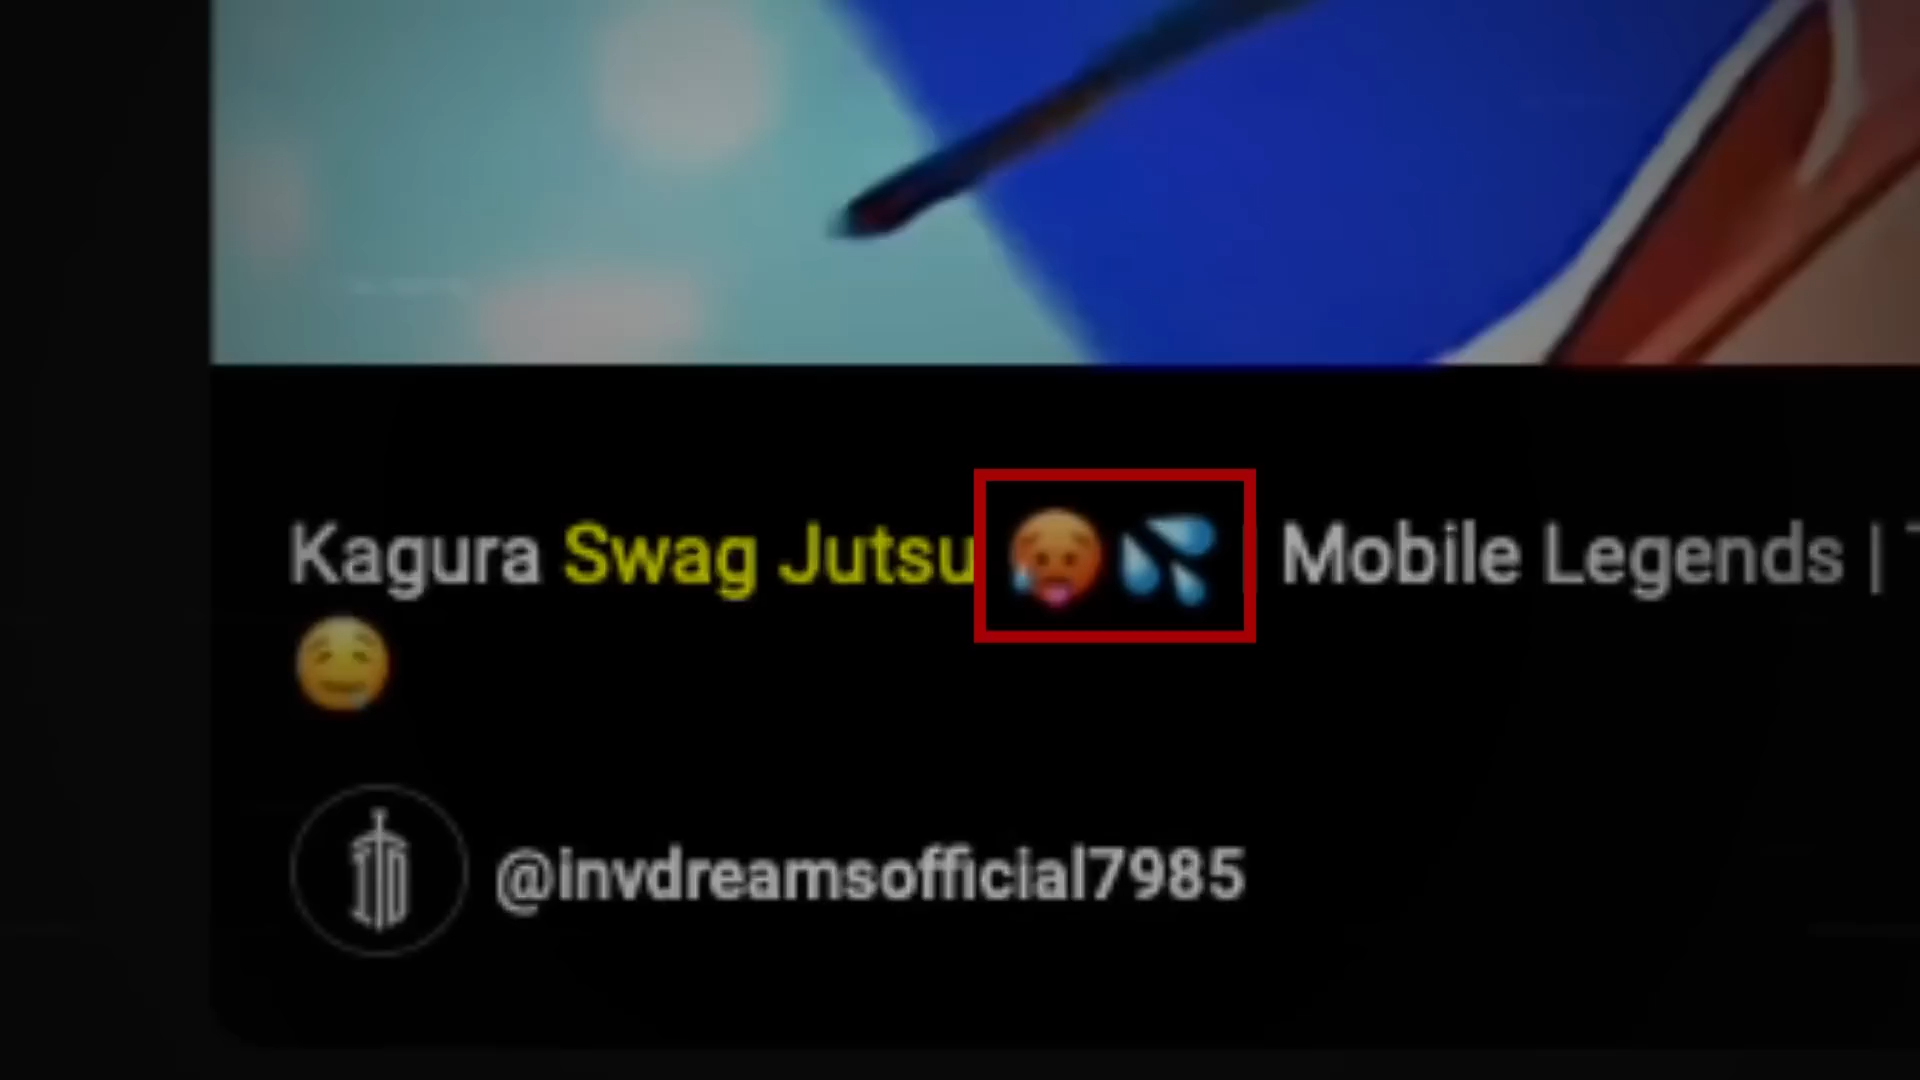 Kagura Swag Jutsu🥵💦 Mobile Legends |
🤤
@invdreamsofficial7985